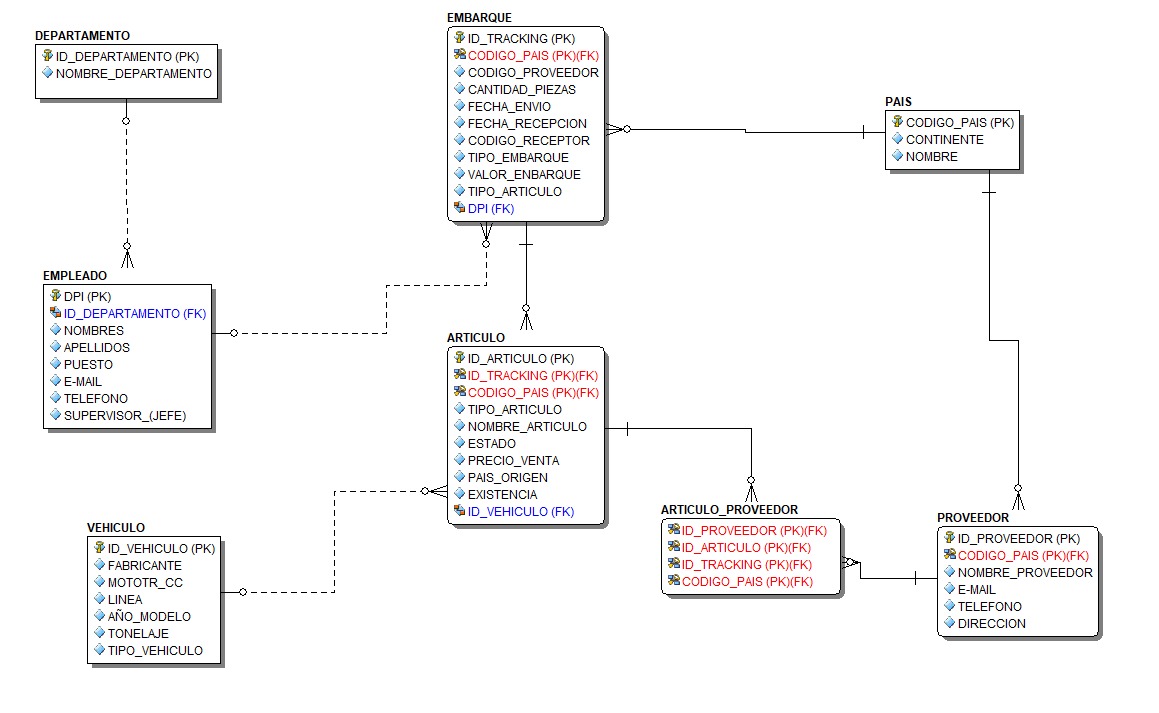 DEPARTAMENTO
ID_DEPARTAMENTO (PK)
NOMBRE_DEPARTAMENTO
EMBARQUE
ID_TRACKING (PK)
CODIGO_PAIS (PK)(FK)
CODIGO_PROVEEDOR
CANTIDAD_PIEZAS
FECHA_ENVIO
FECHA_RECEPCION
CODIGO_RECEPTOR
TIPO_EMBARQUE
VALOR_ENBARQUE
TIPO_ARTICULO
DPI (FK)
PAIS
CODIGO_PAIS (PK)
CONTINENTE
NOMBRE
EMPLEADO
DPI (PK)
ID_DEPARTAMENTO (FK)
NOMBRES
APELLIDOS
PUESTO
E-MAIL
TELEFONO
SUPERVISOR_(JEFE)
ARTICULO
ID_ARTICULO (PK)
ID_TRACKING (PK)(FK)
CODIGO_PAIS (PK)(FK)
TIPO_ARTICULO
NOMBRE_ARTICULO
ESTADO
PRECIO_VENTA
PAIS_ORIGEN
EXISTENCIA
ID_VEHICULO (FK)
VEHICULO
ID_VEHICULO (PK)
FABRICANTE
MOTOTR_CC
LINEA
AÑO_MODELO
TONELAJE
TIPO_VEHICULO
ARTICULO_PROVEEDOR
ID_PROVEEDOR (PK)(FK)
ID_ARTICULO (PK)(FK)
ID_TRACKING (PK)(FK)
CODIGO_PAIS (PK)(FK)
PROVEEDOR
ID_PROVEEDOR (PK)
CODIGO_PAIS (PK)(FK)
NOMBRE_PROVEEDOR
E-MAIL
TELEFONO
DIRECCION